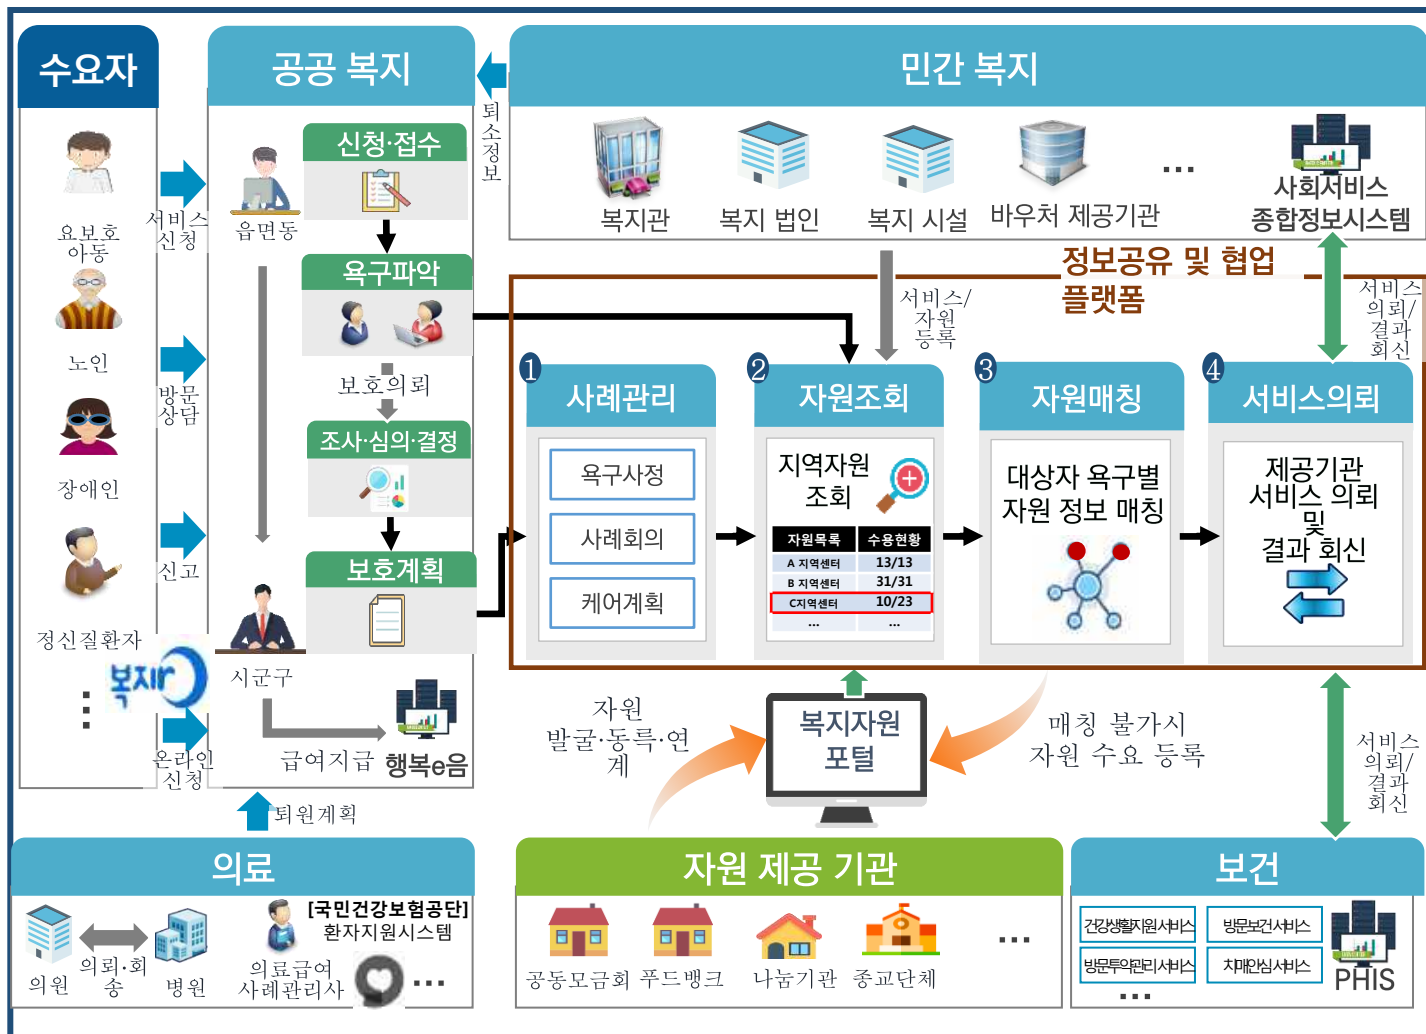 수요자
요보호
아동
노인
장애인
정신질환자
복지r
서비스
신청
방문
상담
신고
온라인
신청
공공 복지
읍면동
신청·접수
욕구파악
보호의뢰
조사·심의·결정
보호계획
시군구
급여지급
행복e음
퇴소정보
민간 복지
복지관
복지 법인
복지 시설
바우처 제공기관
...
사회서비스
종합정보시스템
정보공유 및 협업
플랫폼
서비스/
자원
등록
서비스
의뢰/
결과
회신
1
사례관리
욕구사정
사례회의
케어계획
2
자원조회
지역자원
조회
자원목록 수용현황
A 지역센터 13/13
B 지역센터 31/31
C지역센터 10/23
... ...
3
자원매칭
대상자 욕구별
자원 정보 매칭
4
서비스의뢰
제공기관
서비스 의뢰
및
결과 회신
자원
발굴·등록·연
계
복지자원
포털
매칭 불가시
자원 수요 등록
서비스
의뢰/
결과
회신
퇴원계획
의료
의원
의뢰·회
송
병원
의료급여
사례관리사
[국민건강보험공단]
환자지원시스템
...
자원 제공 기관
공동모금회
푸드뱅크
나눔기관
종교단체
...
보건
건강생활지원서비스
방문보건서비스
방문투약관리서비스
치매안심서비스
...
PHIS